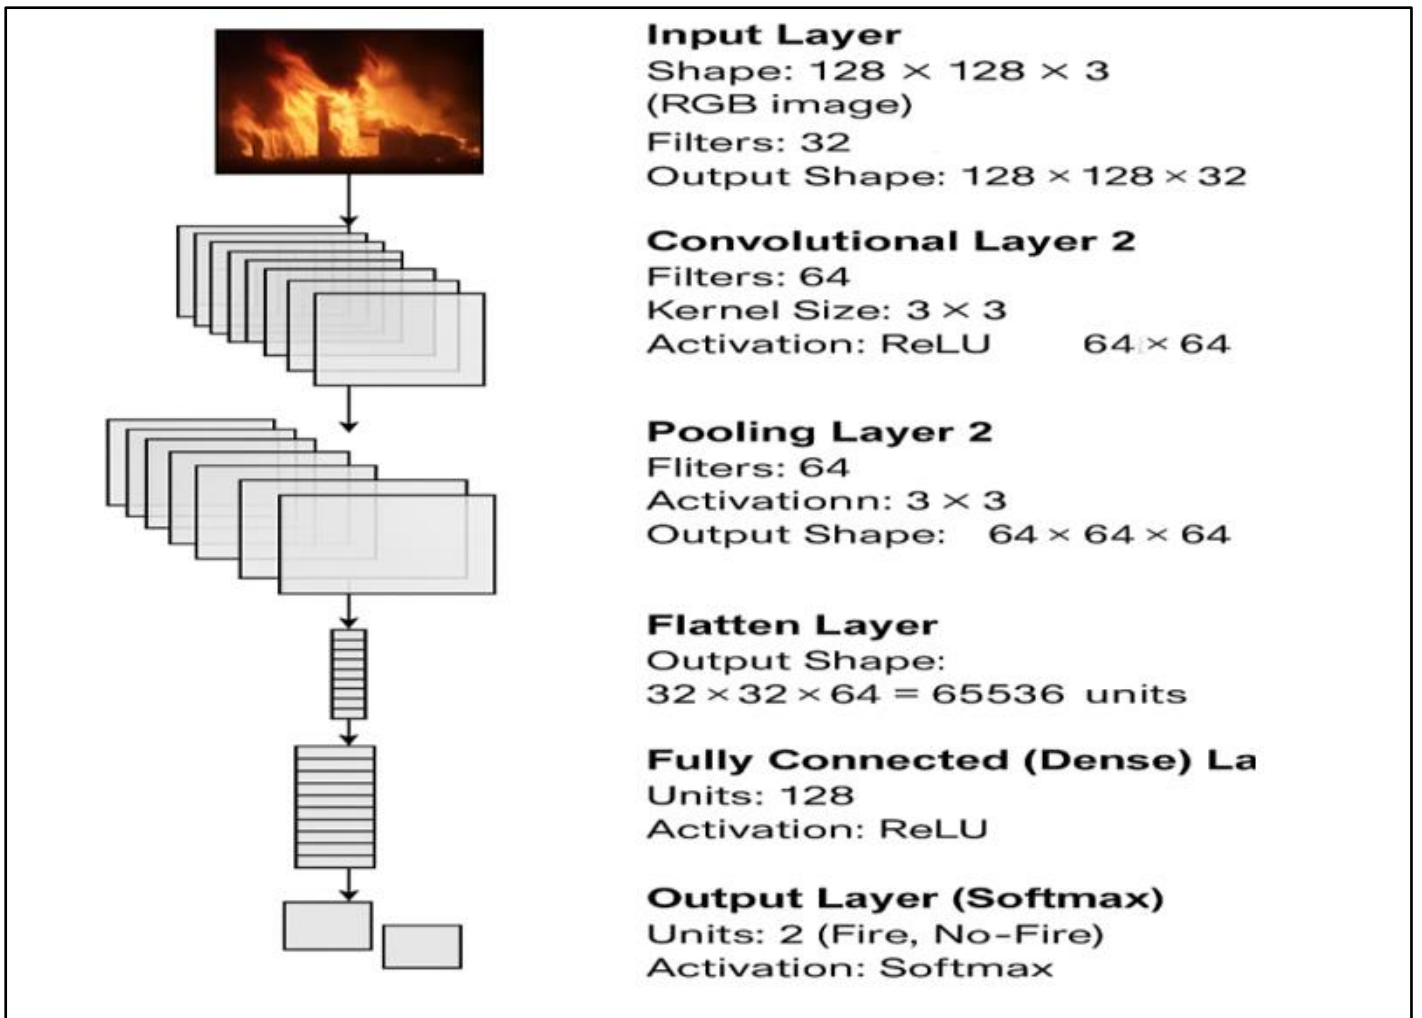 Input Layer
Shape: 128 × 128 × 3
(RGB image)
Filters: 32
Output Shape: 128 × 128 × 32
Convolutional Layer 2
Filters: 64
Kernel Size: 3 × 3
Activation: ReLU 64 × 64
Pooling Layer 2
Fliters: 64
Activationn: 3 × 3
Output Shape: 64 × 64 × 64
Flatten Layer
Output Shape:
32 × 32 × 64 = 65536 units
Fully Connected (Dense) La
Units: 128
Activation: ReLU
Output Layer (Softmax)
Units: 2 (Fire, No-Fire)
Activation: Softmax